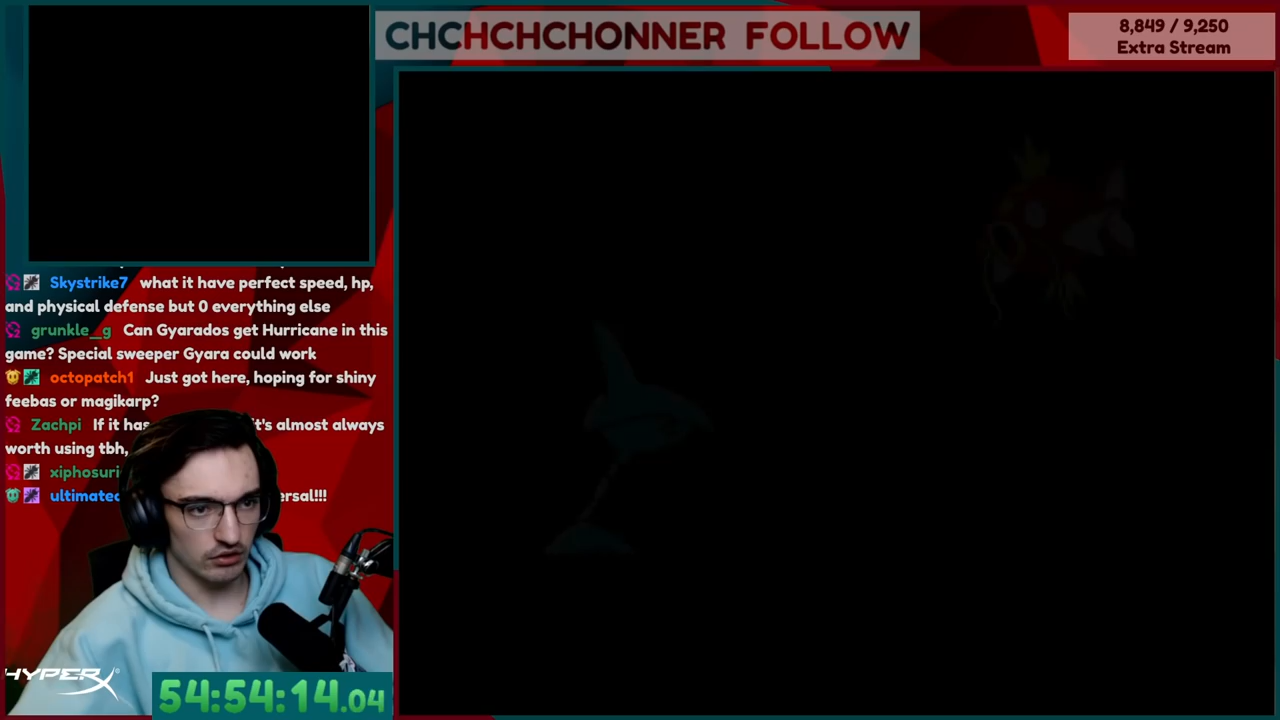 CHCHCHCHONNER FOLLOW
8,849 / 9,250
Extra Stream
Skystrike7 what it have perfect speed, hp,
and physical defense but 0 everything else
grunkle_g Can Gyarados get Hurricane in this
game? Special sweeper Gyara could work
octopatch1 Just got here, hoping for shiny
feebas or magikarp?
Zachpi If it has it's almost always
worth using tbh,
HYPERX
54:54:14.04